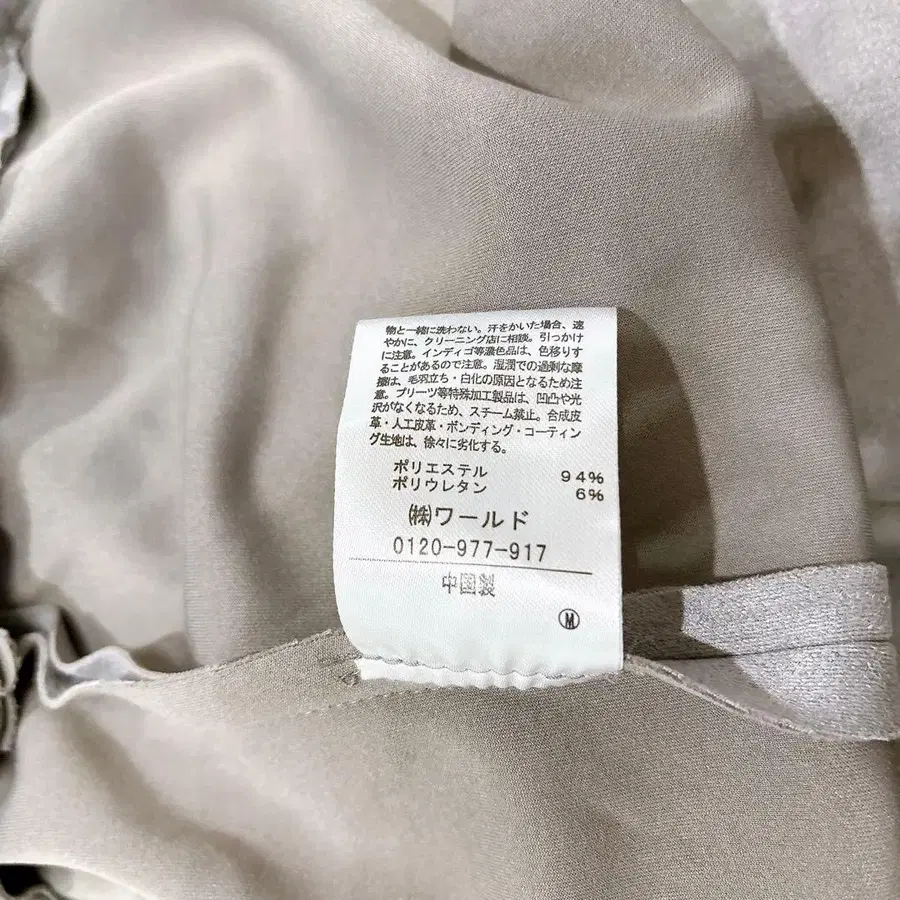 物と一緒に洗わない。汗をかいた場合、速
やかに、クリーニング店に相談。引っかけ
に注意。インディゴ等濃色品は、色移りす
ることがあるので注意。湿潤での過剰な摩
擦は、毛羽立ち・白化の原因となるため注
意。プリーツ等特殊加工製品は、凹凸や光
沢がなくなるため、スチーム禁止。合成皮
革・人工皮革・ボンディング・コーティン
グ生地は、徐々に劣化する。
ポリエステル 94%
ポリウレタン 6%
㈱ワールド
0120-977-917
中国製
Ⓜ